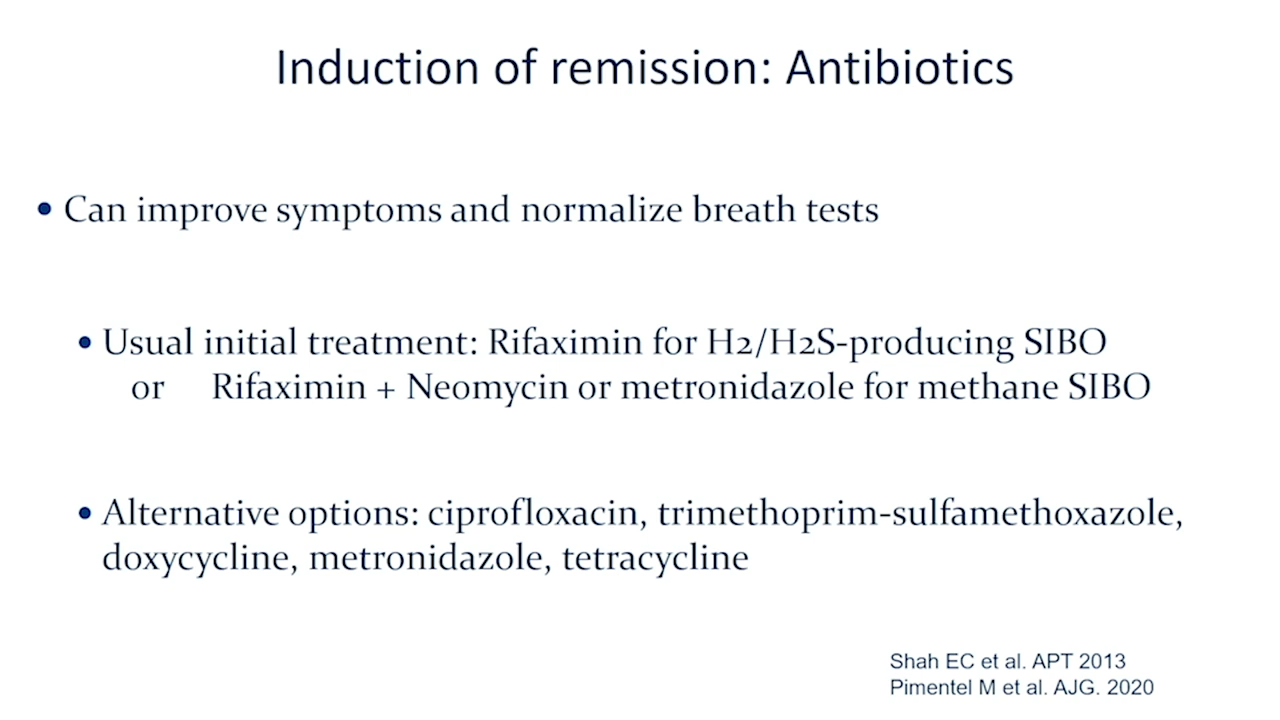 Induction of remission: Antibiotics
• Can improve symptoms and normalize breath tests
• Usual initial treatment: Rifaximin for H2/H2S-producing SIBO
or Rifaximin + Neomycin or metronidazole for methane SIBO
• Alternative options: ciprofloxacin, trimethoprim-sulfamethoxazole,
doxycycline, metronidazole, tetracycline
Shah EC et al. APT 2013
Pimentel M et al. AJG. 2020